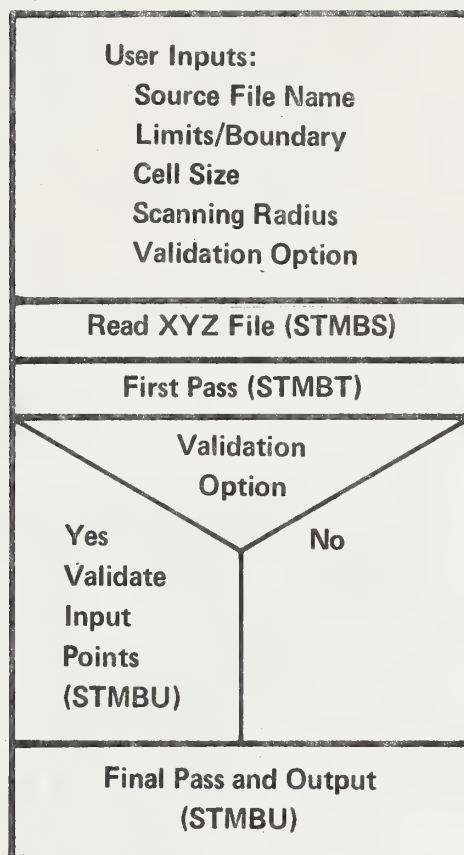 User Inputs:
Source File Name
Limits/Boundary
Cell Size
Scanning Radius
Validation Option
Read XYZ File (STMBS)
First Pass (STMBT)
Validation
Option
Yes
No
Validate
Input
Points
(STMBU)
Final Pass and Output
(STMBU)